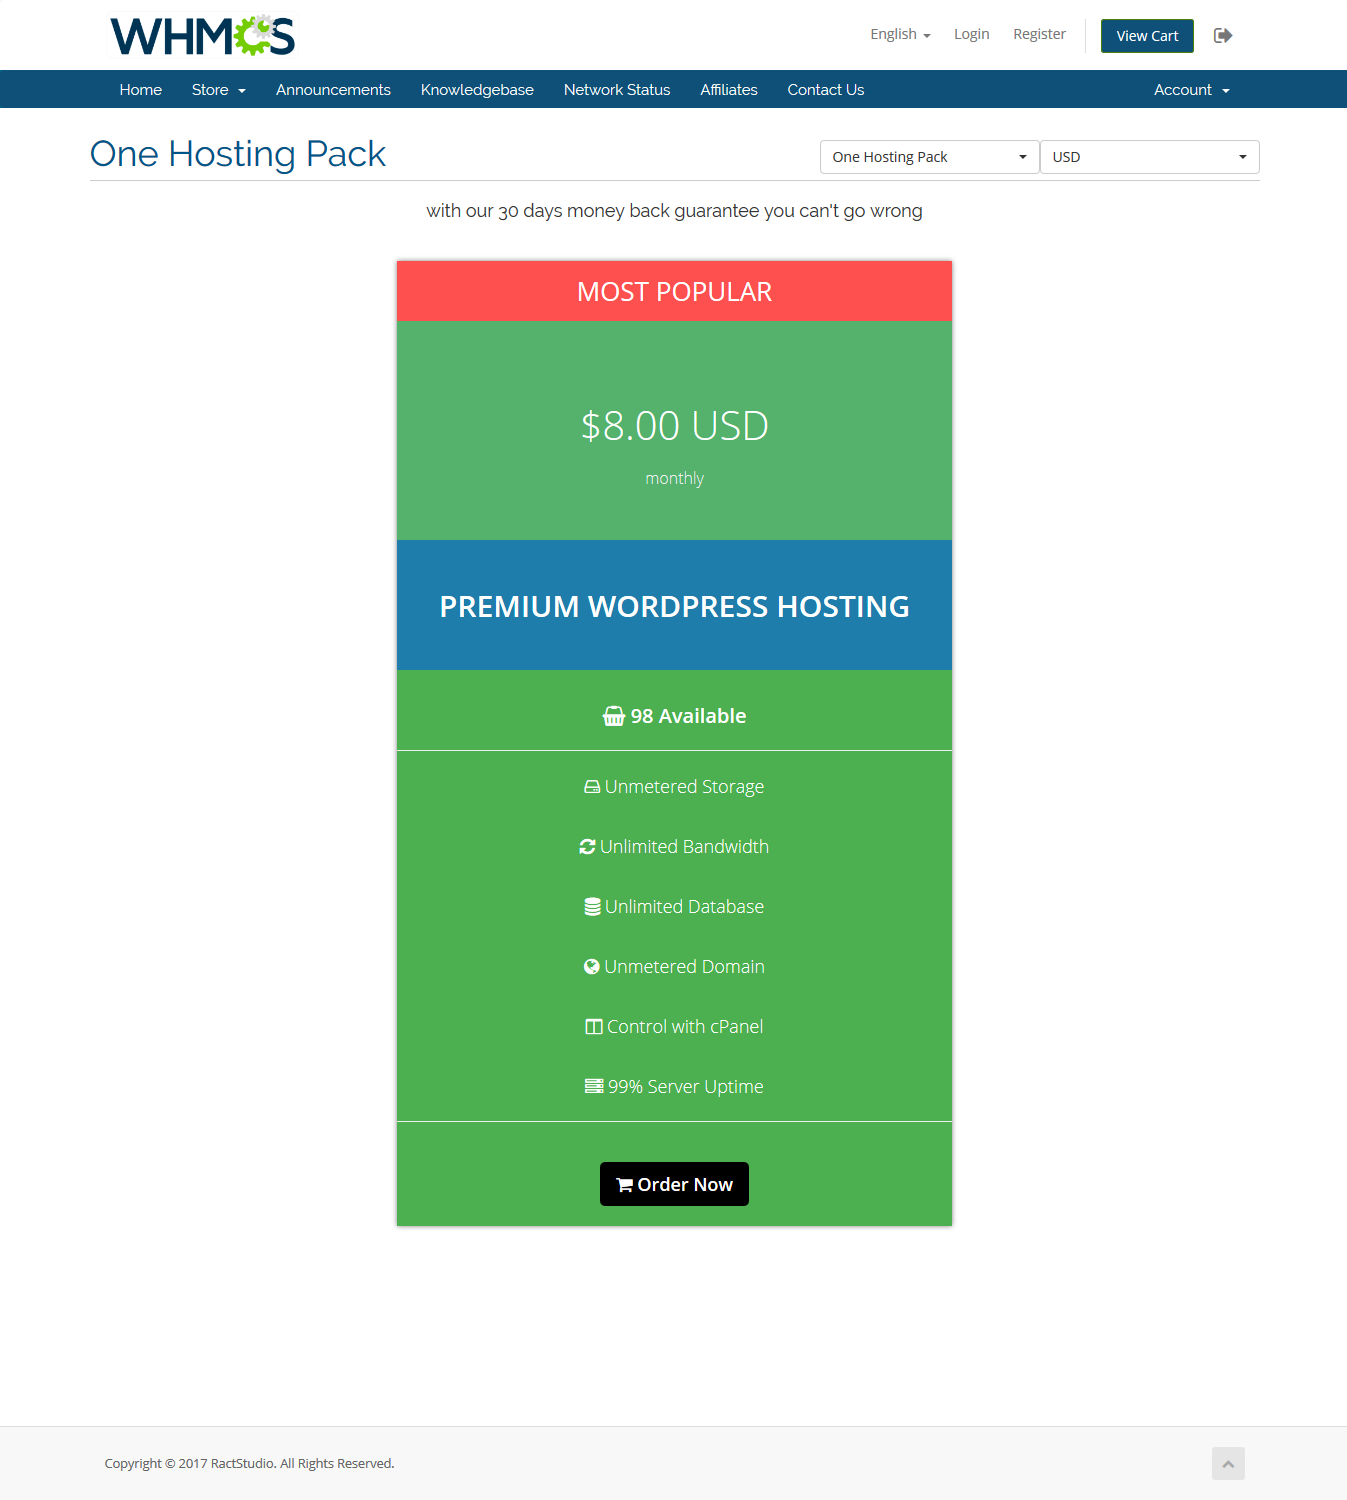 WHMCS
English
Login
Register
View Cart
Home
Store
Announcements
Knowledgebase
Network Status
Affiliates
Contact Us
Account
One Hosting Pack
One Hosting Pack
USD
with our 30 days money back guarantee you can't go wrong
MOST POPULAR
$8.00 USD
monthly
PREMIUM WORDPRESS HOSTING
98 Available
Unmetered Storage
Unlimited Bandwidth
Unlimited Database
Unmetered Domain
Control with cPanel
99% Server Uptime
Order Now
Copyright © 2017 RactStudio. All Rights Reserved.